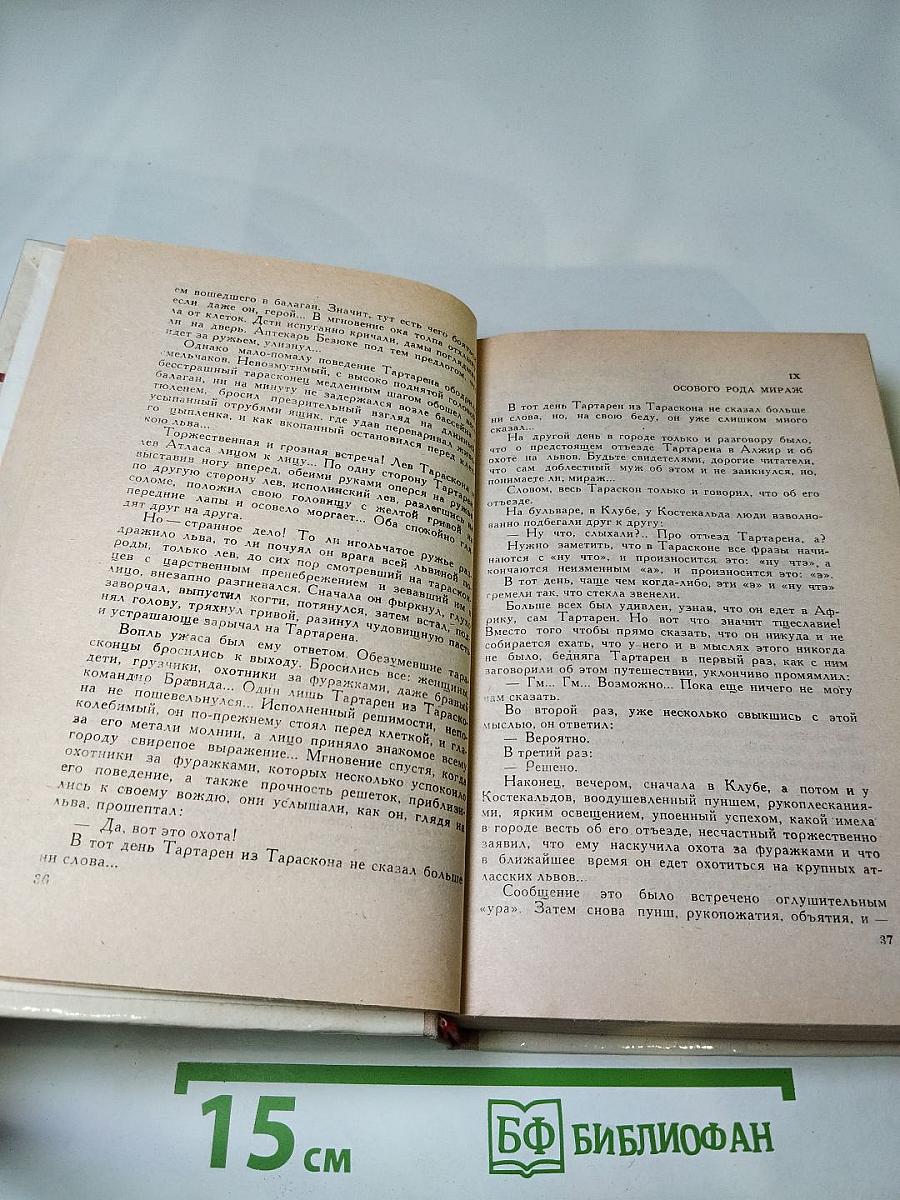 ем вошедшего в балаган. Значит, тут есть чего боять
если даже он, герой... В мгновение ока толпа отхлын
ла от клеток. Дети испуганно кричали, дамы поглядыва
ли на дверь. Аптекарь Безюке под тем предлогом, что
идет за ружьем, улизнул...
Однако мало-помалу поведение Тартарена ободрило
смельчаков. Невозмутимый, с высоко поднятой головой
бесстрашный тарасконец медленным шагом обошел весь
балаган, ни на минуту не задержался возле бассейна
тюленем, бросил презрительный взгляд на длинный
усыпанный отрубями ящик, где удав переваривал живо
го цыпленка, и как вкопанный остановился перед клет
кою льва...
Торжественная и грозная встреча! Лев Тараскона и
лев Атласа лицом к лицу... По одну сторону Тартарен
выставив ногу вперед, обеими руками оперся на ружье
по другую сторону лев, исполинский лев, разлегшись на
соломе, положил свою головищу с желтой гривой на
передние лапы и осовело моргает... Оба спокойно гля
дят друг на друга.
Но — странное дело! То ли игольчатое ружье раз-
дражило льва, то ли почуял он врага всей львиной по-
роды, только лев, до сих пор смотревший на тараскон-
цев с царственным пренебрежением и зевавший им в
лицо, внезапно разгневался. Сначала он фыркнул, глухо
заворчал, выпустил когти, потянулся, затем встал, под-
нял голову, тряхнул гривой, разинул чудовищную пасть
и устрашающе зарычал на Тартарена.
Вопль ужаса был ему ответом. Обезумевшие тара-
сконцы бросились к выходу. Бросились все: женщины,
дети, грузчики, охотники за фуражками, даже бравый
командир Бравида... Один лишь Тартарен из Тараско-
на не пошевельнулся... Исполненный решимости, непо-
колебимый, он по-прежнему стоял перед клеткой, и гла-
за его метали молнии, а лицо приняло знакомое всему
городу свирепое выражение... Мгновение спустя, когда
охотники за фуражками, которых несколько успокоило
его поведение, а также прочность решеток, приблизи-
лись к своему вождю, они услышали, как он, глядя на
льва, прошептал:
— Да, вот это охота!
В тот день Тартарен из Тараскона не сказал больше
ни слова...
36
IX
ОСОБОГО РОДА МИРАЖ
В тот день Тартарен из Тараскона не сказал больше
ни слова, но, на свою беду, он уже слишком много
сказал...
На другой день в городе только и разговору было,
что о предстоящем отъезде Тартарена в Алжир и об
охоте на львов. Будьте свидетелями, дорогие читатели,
что сам доблестный муж об этом и не заикнулся, но,
понимаете ли, мираж...
Словом, весь Тараскон только и говорил, что об его
отъезде.
На бульваре, в Клубе, у Костекальда люди взволно-
ванно подбегали друг к другу:
— Ну что, слыхали?.. Про отъезд Тартарена, а?
Нужно заметить, что в Тарасконе все фразы начи-
наются с «ну что», и произносится это: «ну чтэ», а
кончаются неизменным «а», и произносится это: «э».
В тот день, чаще чем когда-либо, эти «э» и «ну чтэ»
гремели так, что стекла звенели.
Больше всех был удивлен, узнав, что он едет в Аф-
рику, сам Тартарен. Но вот что значит тщеславие!
Вместо того чтобы прямо сказать, что он никуда и не
собирается ехать, что у него и в мыслях этого никогда
не было, бедняга Тартарен в первый раз, как с ним
заговорили об этом путешествии, уклончиво промямлил:
— Гм... Гм... Возможно... Пока еще ничего не могу
вам сказать.
Во второй раз, уже несколько свыкшись с этой
мыслью, он ответил:
— Вероятно.
В третий раз:
— Решено.
Наконец, вечером, сначала в Клубе, а потом и у
Костекальдов, воодушевленный пуншем, рукоплескания-
ми, ярким освещением, упоенный успехом, какой имела
в городе весть об его отъезде, несчастный торжественно
заявил, что ему наскучила охота за фуражками и что
в ближайшее время он едет охотиться на крупных ат-
ласских львов...
Сообщение это было встречено оглушительным
«ура». Затем снова пунш, рукопожатия, объятия, и —
37
15 см
БФ БИБЛИОФАН